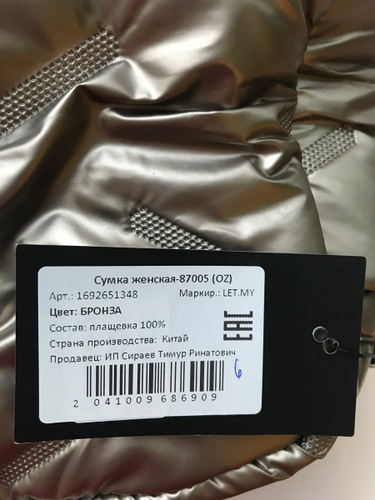 Сумка женская-87005 (OZ)
Арт.: 1692651348 Маркир.: LET.MY
Цвет: БРОНЗА
Состав: плащевка 100%
Страна производства: Китай
Продавец: ИП Сираев Тимур Ринатович
EAC
6
2 041009 686909